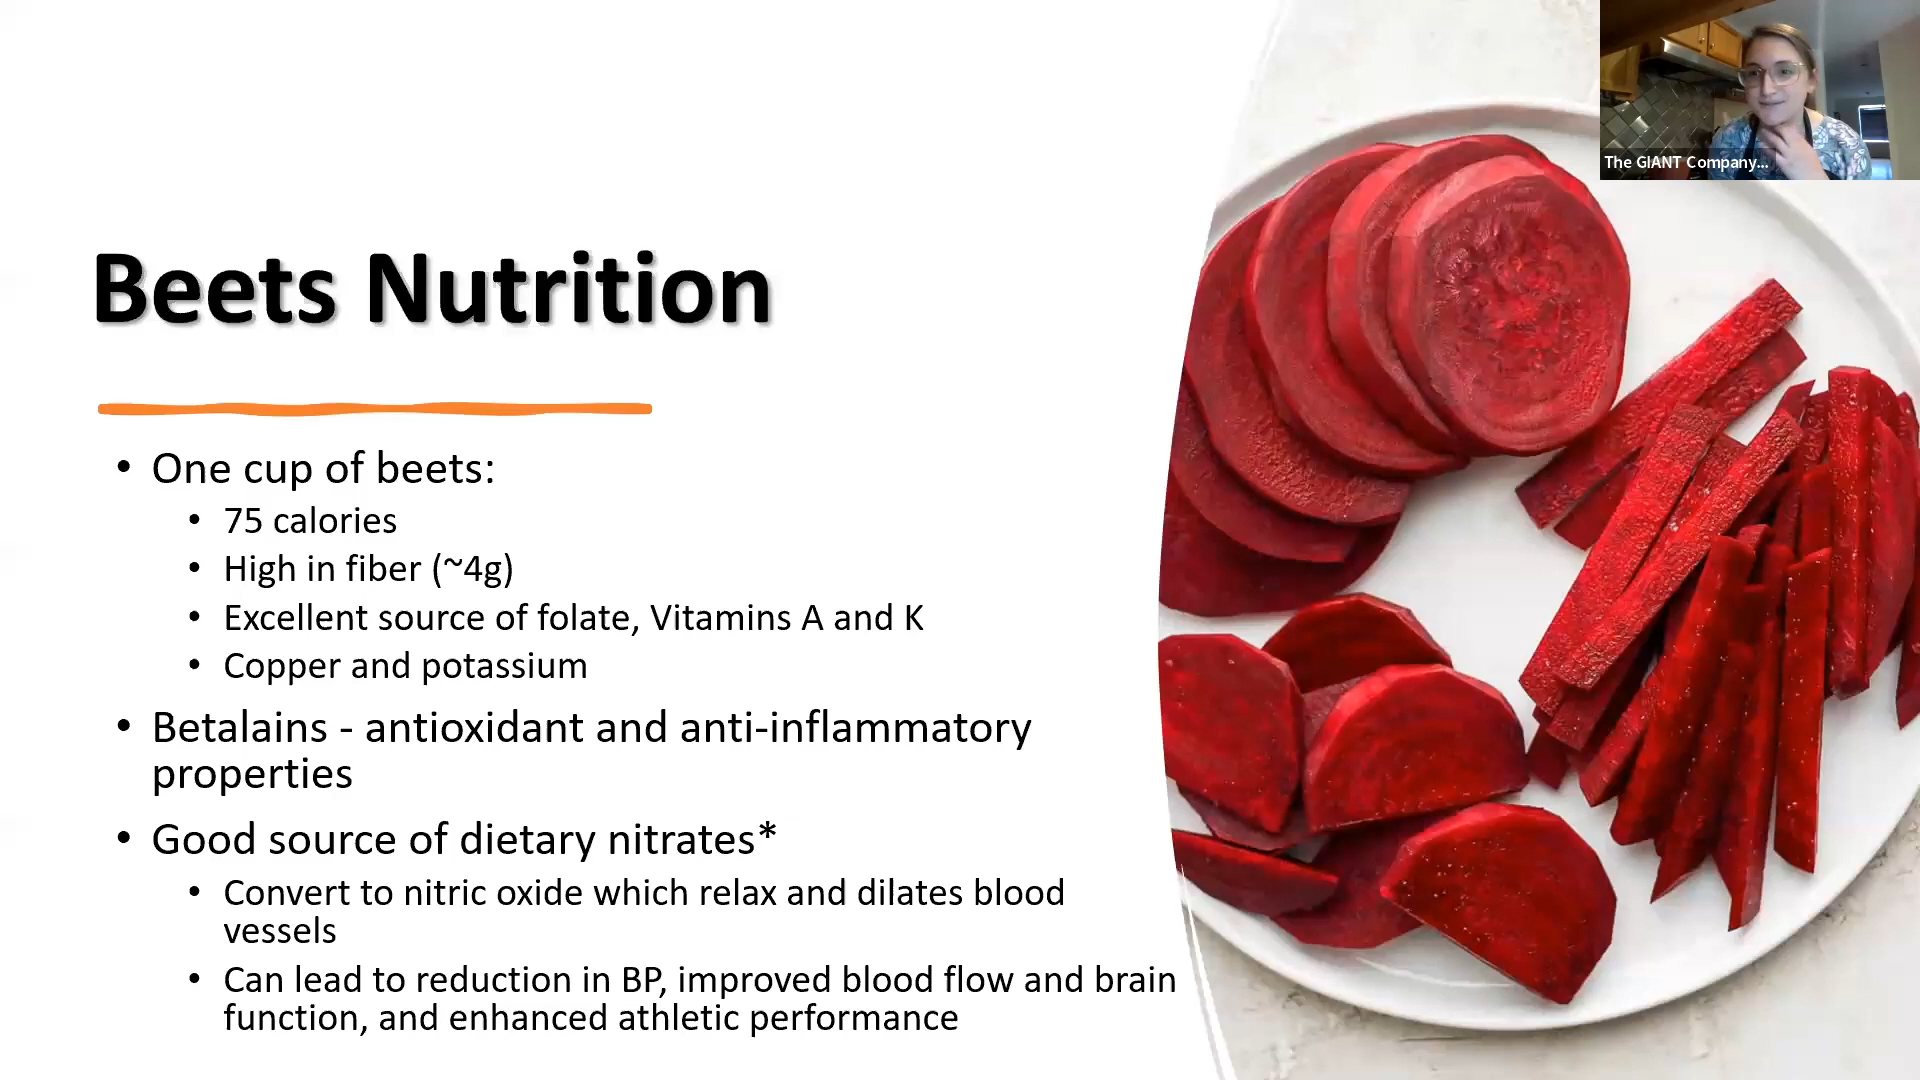 The GIANT Company...
Beets Nutrition
• One cup of beets:
• 75 calories
• High in fiber (~4g)
• Excellent source of folate, Vitamins A and K
• Copper and potassium
• Betalains - antioxidant and anti-inflammatory
properties
• Good source of dietary nitrates*
• Convert to nitric oxide which relax and dilates blood
vessels
• Can lead to reduction in BP, improved blood flow and brain
function, and enhanced athletic performance